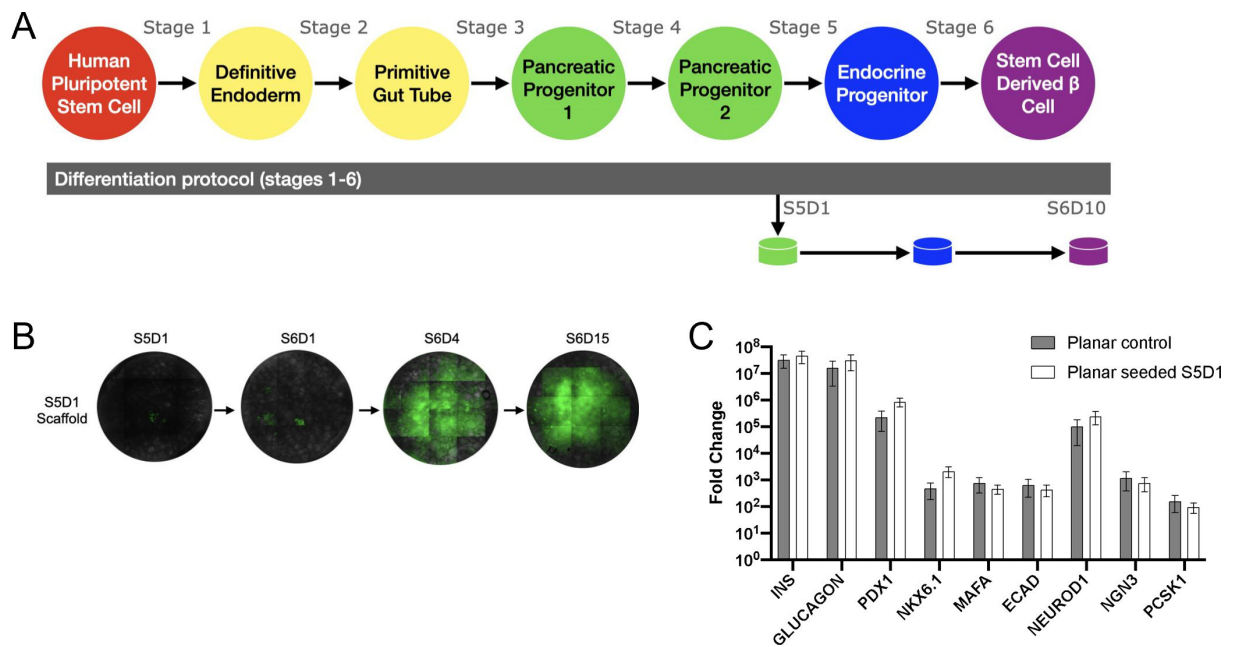 A
Stage 1
Stage 2
Stage 3
Stage 4
Stage 5
Stage 6
Human
Pluripotent
Stem Cell
Definitive
Endoderm
Primitive
Gut Tube
Pancreatic
Progenitor
1
Pancreatic
Progenitor
2
Endocrine
Progenitor
Stem Cell
Derived β
Cell
Differentiation protocol (stages 1-6)
S5D1
S6D10
B
S5D1
S6D1
S6D4
S6D15
S5D1
Scaffold
C
Planar control
Planar seeded S5D1
Fold Change
10⁸
10⁷
10⁶
10⁵
10⁴
10³
10²
10¹
10⁰
INS
GLUCAGON
PDX1
NKX6.1
MAFA
ECAD
NEUROD1
NGN3
PCSK1